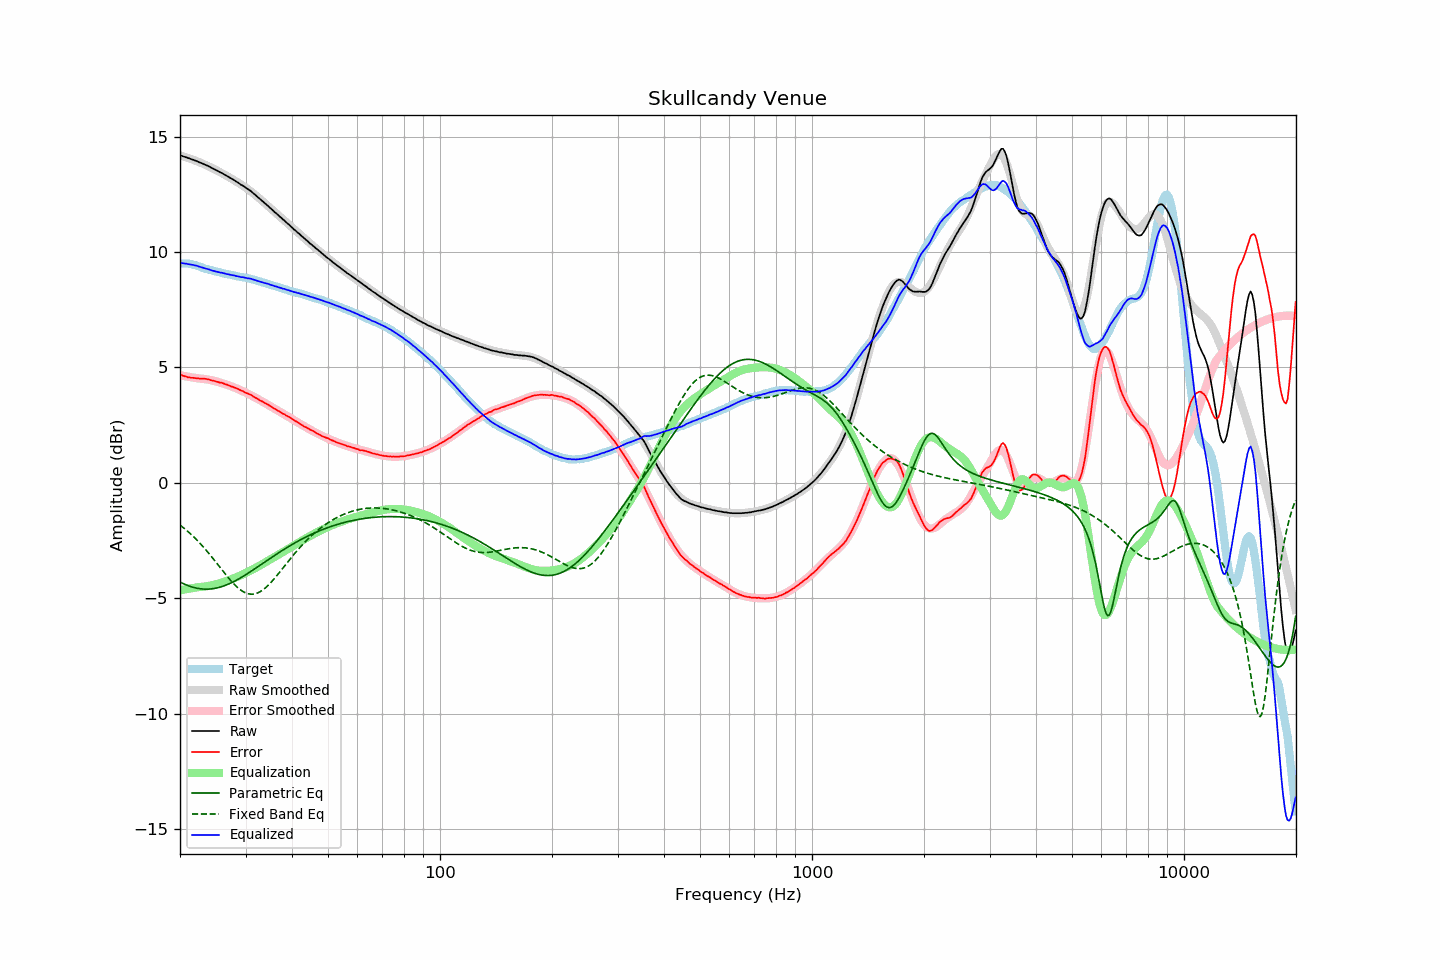 Skullcandy Venue
15
10
5
0
−5
−10
−15
Amplitude (dBr)
Target
Raw Smoothed
Error Smoothed
Raw
Error
Equalization
Parametric Eq
Fixed Band Eq
Equalized
100
1000
10000
Frequency (Hz)